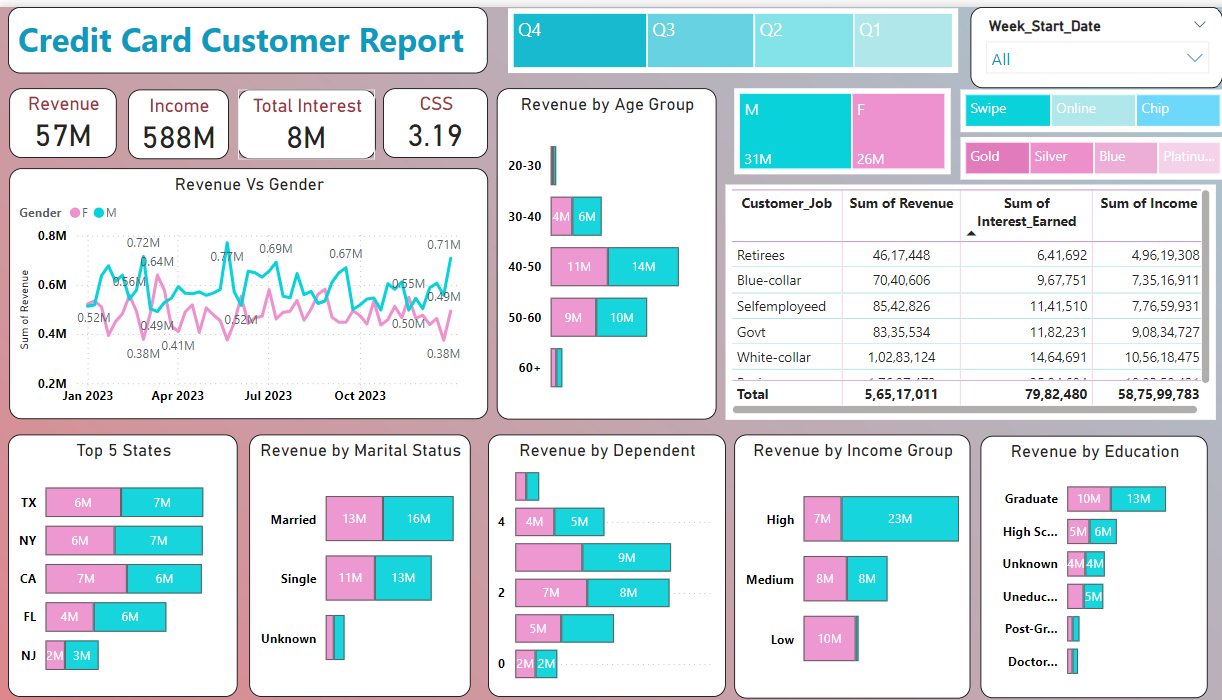 Credit Card Customer Report
Q4
Q3
Q2
Q1
Week_Start_Date
All
Revenue
57M
Income
588M
Total Interest
8M
CSS
3.19
Revenue by Age Group
20-30
30-40
4M
6M
40-50
11M
14M
50-60
9M
10M
60+
M
31M
F
26M
Swipe
Online
Chip
Gold
Silver
Blue
Platinu...
Revenue Vs Gender
Gender F M
Sum of Revenue
0.8M
0.6M
0.4M
0.2M
0.72M
0.64M
0.77M
0.69M
0.67M
0.71M
0.56M
0.55M
0.49M
0.52M
0.49M
0.52M
0.50M
0.38M
0.41M
0.38M
Jan 2023
Apr 2023
Jul 2023
Oct 2023
Customer_Job Sum of Revenue Sum of Interest_Earned Sum of Income
Retirees 46,17,448 6,41,692 4,96,19,308
Blue-collar 70,40,606 9,67,751 7,35,16,911
Selfemployeed 85,42,826 11,41,510 7,76,59,931
Govt 83,35,534 11,82,231 9,08,34,727
White-collar 1,02,83,124 14,64,691 10,56,18,475
Total 5,65,17,011 79,82,480 58,75,99,783
Top 5 States
TX 6M 7M
NY 6M 7M
CA 7M 6M
FL 4M 6M
NJ 2M 3M
Revenue by Marital Status
Married 13M 16M
Single 11M 13M
Unknown
Revenue by Dependent
4 4M 5M
9M
2 7M 8M
5M
0 2M 2M
Revenue by Income Group
High 7M 23M
Medium 8M 8M
Low 10M
Revenue by Education
Graduate 10M 13M
High Sc... 5M 6M
Unknown 4M 4M
Uneduc... 5M
Post-Gr...
Doctor...